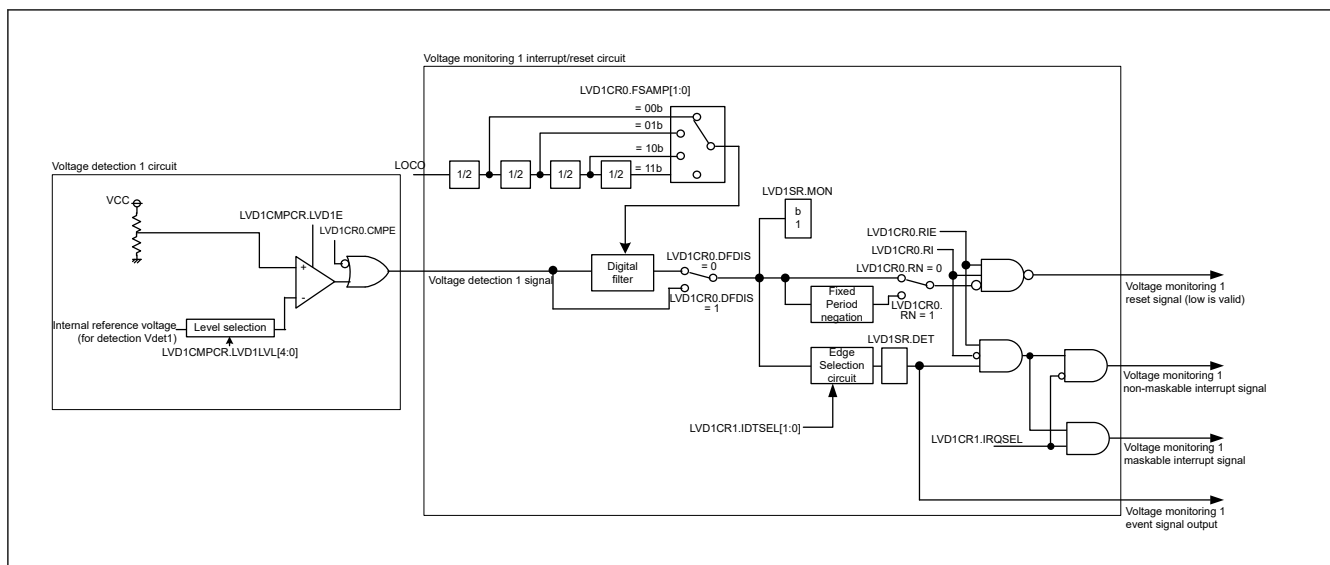 Voltage monitoring 1 interrupt/reset circuit
LVD1CR0.FSAMP[1:0]
= 00b
= 01b
= 10b
= 11b
LOCO
1/2
1/2
1/2
1/2
Voltage detection 1 circuit
VCC
LVD1CMPCR.LVD1E
LVD1CR0.CMPE
+
-
Internal reference voltage
(for detection Vdet1)
Level selection
LVD1CMPCR.LVD1LVL[4:0]
Voltage detection 1 signal
Digital
filter
LVD1CR0.DFDIS
= 0
LVD1CR0.DFDIS
= 1
LVD1SR.MON
b
1
LVD1CR0.RIE
LVD1CR0.RI
LVD1CR0.RN = 0
Fixed
Period
negation
LVD1CR0.
RN = 1
Voltage monitoring 1
reset signal (low is valid)
Edge
Selection
circuit
LVD1SR.DET
LVD1CR1.IDTSEL[1:0]
Voltage monitoring 1
non-maskable interrupt signal
LVD1CR1.IRQSEL
Voltage monitoring 1
maskable interrupt signal
Voltage monitoring 1
event signal output